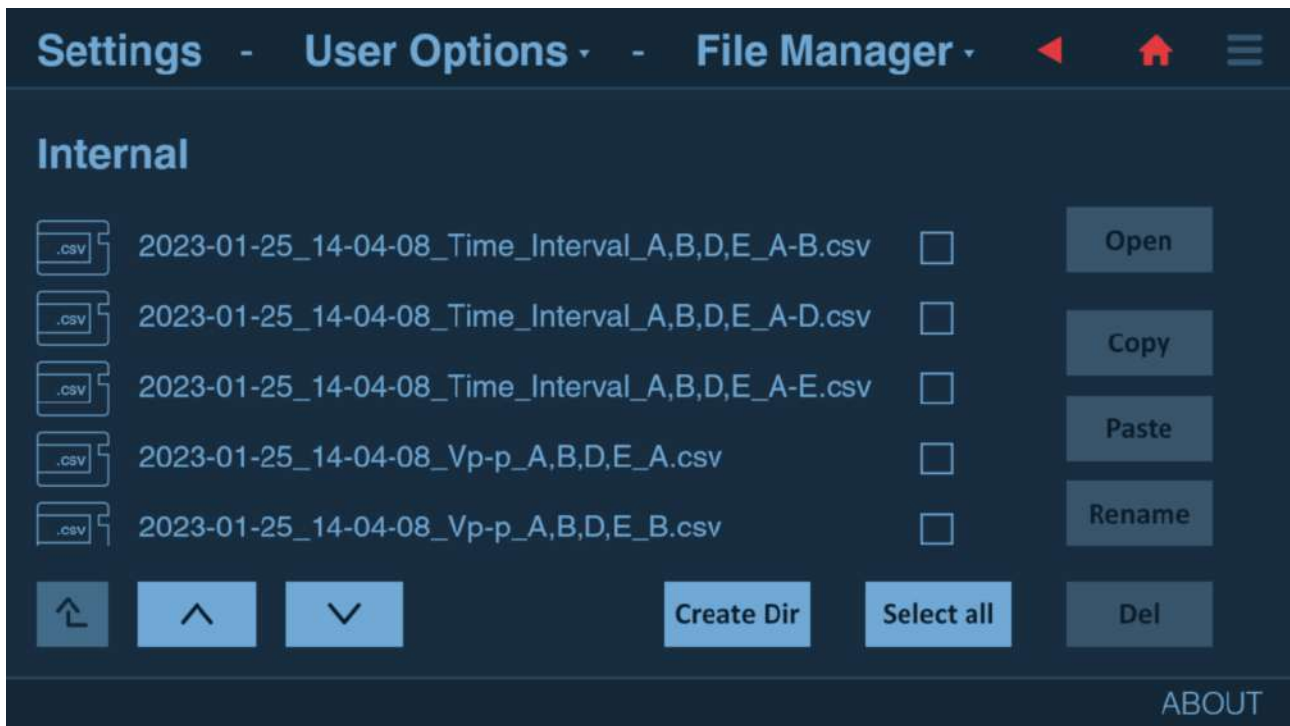 Settings - User Options - File Manager
Internal
.csv 2023-01-25_14-04-08_Time_Interval_A,B,D,E_A-B.csv Open
.csv 2023-01-25_14-04-08_Time_Interval_A,B,D,E_A-D.csv
Copy
.csv 2023-01-25_14-04-08_Time_Interval_A,B,D,E_A-E.csv
Paste
.csv 2023-01-25_14-04-08_Vp-p_A,B,D,E_A.csv
Rename
.csv 2023-01-25_14-04-08_Vp-p_A,B,D,E_B.csv
Create Dir Select all Del
ABOUT